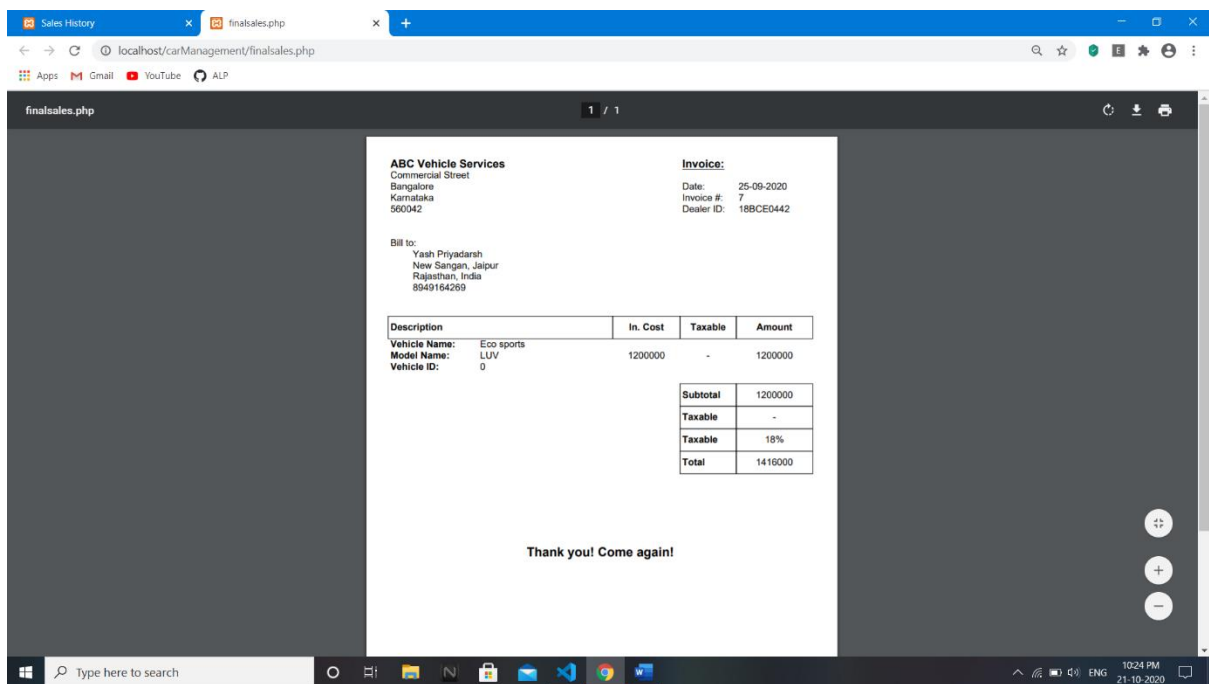 Sales History
finalsales.php
localhost/carManagement/finalsales.php
Apps Gmail YouTube ALP
finalsales.php 1 / 1
ABC Vehicle Services
Commercial Street
Bangalore
Karnataka
560042
Invoice:
Date: 25-09-2020
Invoice #: 7
Dealer ID: 18BCE0442
Bill to:
Yash Priyadarsh
New Sangan, Jaipur
Rajasthan, India
8949164269
Description In. Cost Taxable Amount
Vehicle Name: Eco sports
Model Name: LUV 1200000 - 1200000
Vehicle ID: 0
Subtotal 1200000
Taxable -
Taxable 18%
Total 1416000
Thank you! Come again!
Type here to search
ENG
10:24 PM
21-10-2020